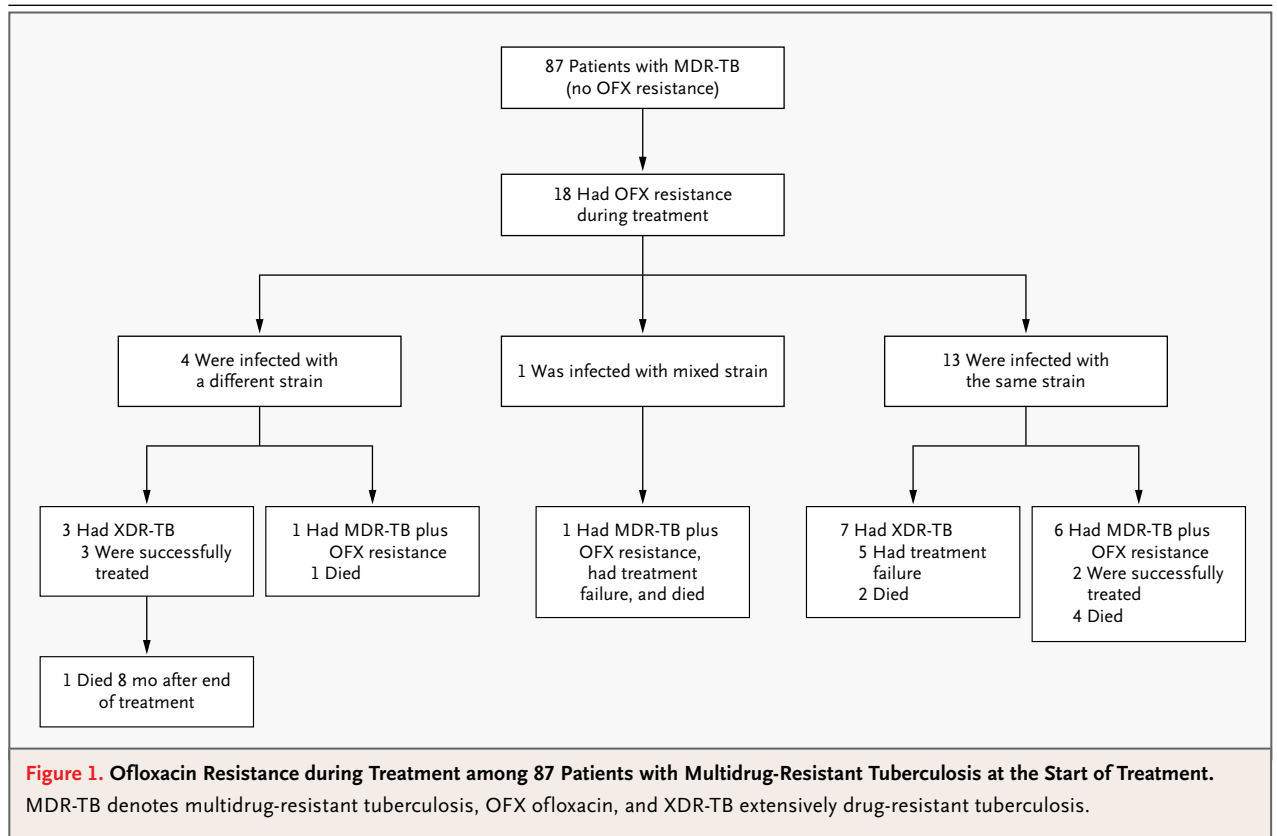 87 Patients with MDR-TB
(no OFX resistance)
18 Had OFX resistance
during treatment
4 Were infected with
a different strain
1 Was infected with mixed strain
13 Were infected with
the same strain
3 Had XDR-TB
3 Were successfully
treated
1 Had MDR-TB plus
OFX resistance
1 Died
1 Had MDR-TB plus
OFX resistance,
had treatment
failure, and died
7 Had XDR-TB
5 Had treatment
failure
2 Died
6 Had MDR-TB plus
OFX resistance
2 Were successfully
treated
4 Died
1 Died 8 mo after end
of treatment
Figure 1. Ofloxacin Resistance during Treatment among 87 Patients with Multidrug-Resistant Tuberculosis at the Start of Treatment.
MDR-TB denotes multidrug-resistant tuberculosis, OFX ofloxacin, and XDR-TB extensively drug-resistant tuberculosis.